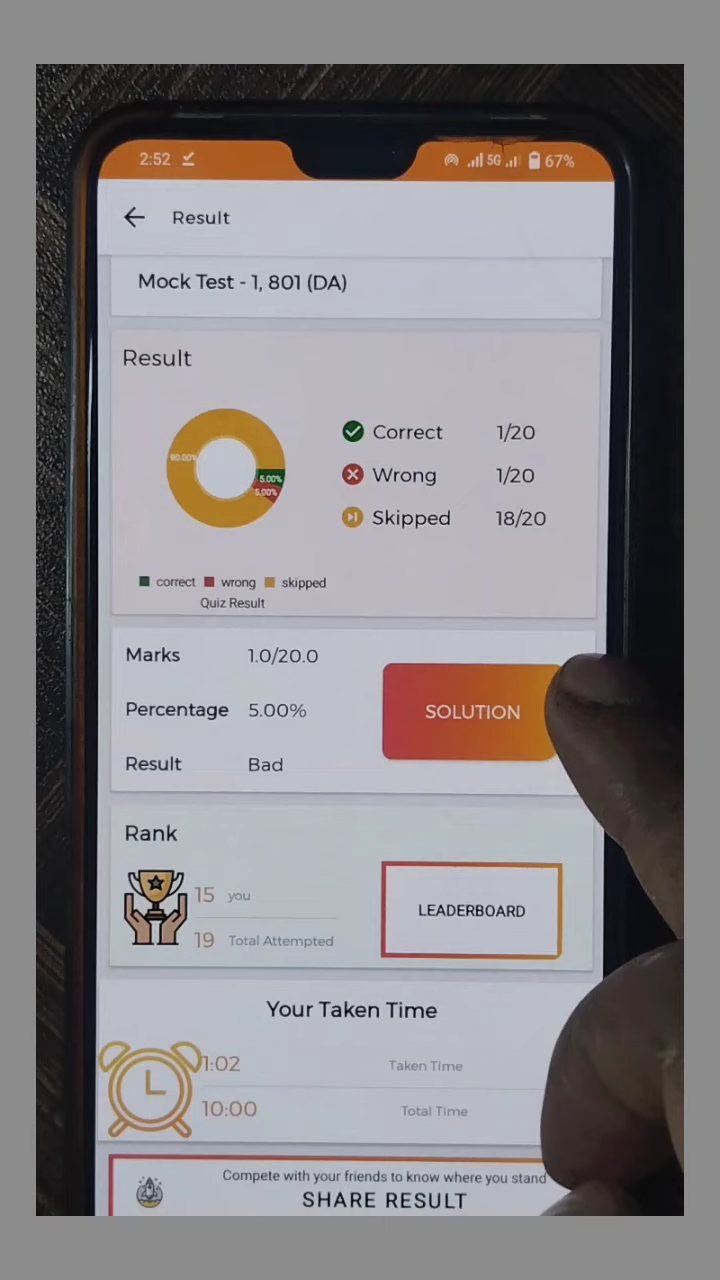 2:52 5G 67%
Result
Mock Test - 1, 801 (DA)
Result
90.00%
5.00%
5.00%
Correct 1/20
Wrong 1/20
Skipped 18/20
correct wrong skipped
Quiz Result
Marks 1.0/20.0
Percentage 5.00%
Result Bad
SOLUTION
Rank
15 you
19 Total Attempted
LEADERBOARD
Your Taken Time
1:02 Taken Time
10:00 Total Time
Compete with your friends to know where you stand
SHARE RESULT